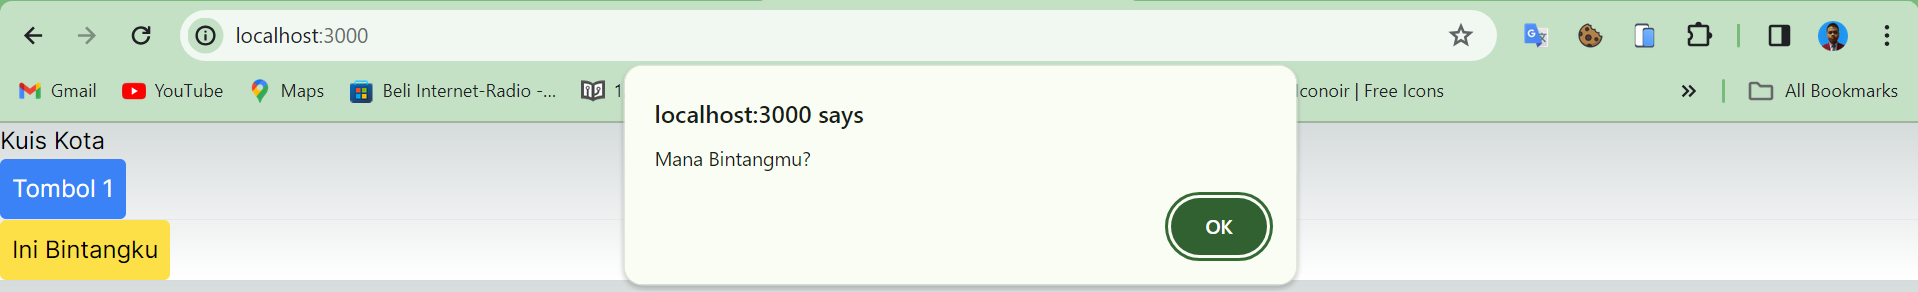 localhost:3000
Gmail YouTube Maps Beli Internet-Radio -... 1 Iconoir | Free Icons All Bookmarks
localhost:3000 says
Mana Bintangmu?
OK
Kuis Kota
Tombol 1
Ini Bintangku